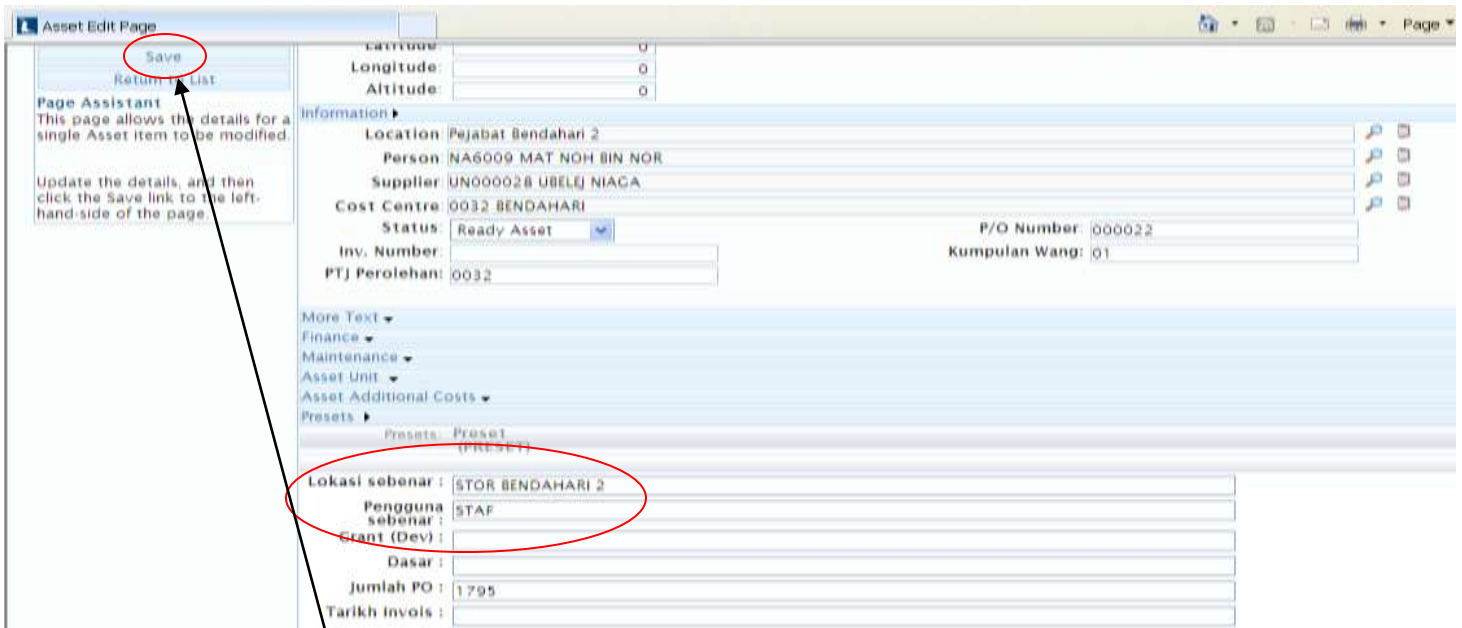 Asset Edit Page
Page
Save
Return to List
Page Assistant
This page allows the details for a
single Asset item to be modified.
Update the details, and then
click the Save link to the left-
hand-side of the page.
Latitude: 0
Longitude: 0
Altitude: 0
Information
Location: Pejabat Bendahari 2
Person: NA6009 MAT NOH BIN NOR
Supplier: UN000028 UBELEJ NIAGA
Cost Centre: 0032 BENDAHARI
Status: Ready Asset P/O Number: 000022
Inv. Number: Kumpulan Wang: 01
PTJ Perolehan: 0032
More Text
Finance
Maintenance
Asset Unit
Asset Additional Costs
Presets
Presets: Preset
(PRESET)
Lokasi sebenar : STOR BENDAHARI 2
Pengguna
sebenar : STAF
Grant (Dev) :
Dasar :
Jumlah PO : 1795
Tarikh Invois :